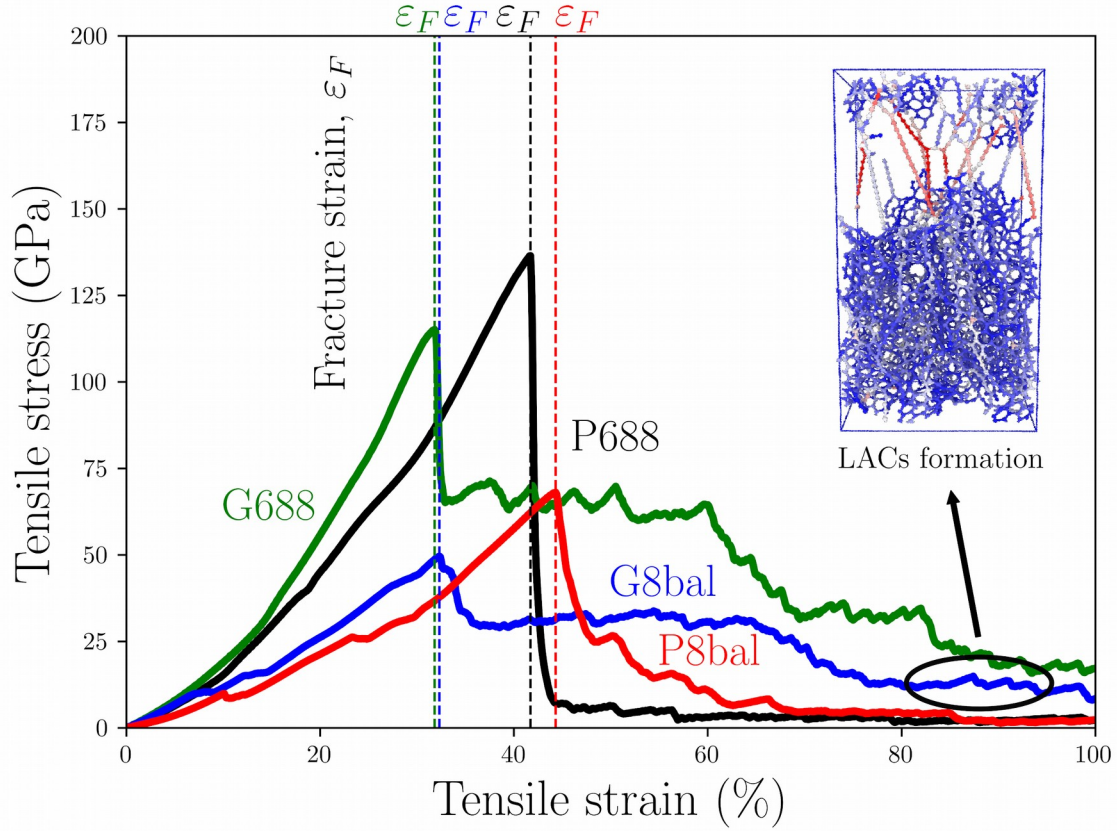 εF εF εF εF
200
175
150
125
100
75
50
25
0
0 20 40 60 80 100
Tensile stress (GPa)
Tensile strain (%)
Fracture strain, εF
G688
P688
G8bal
P8bal
LACs formation